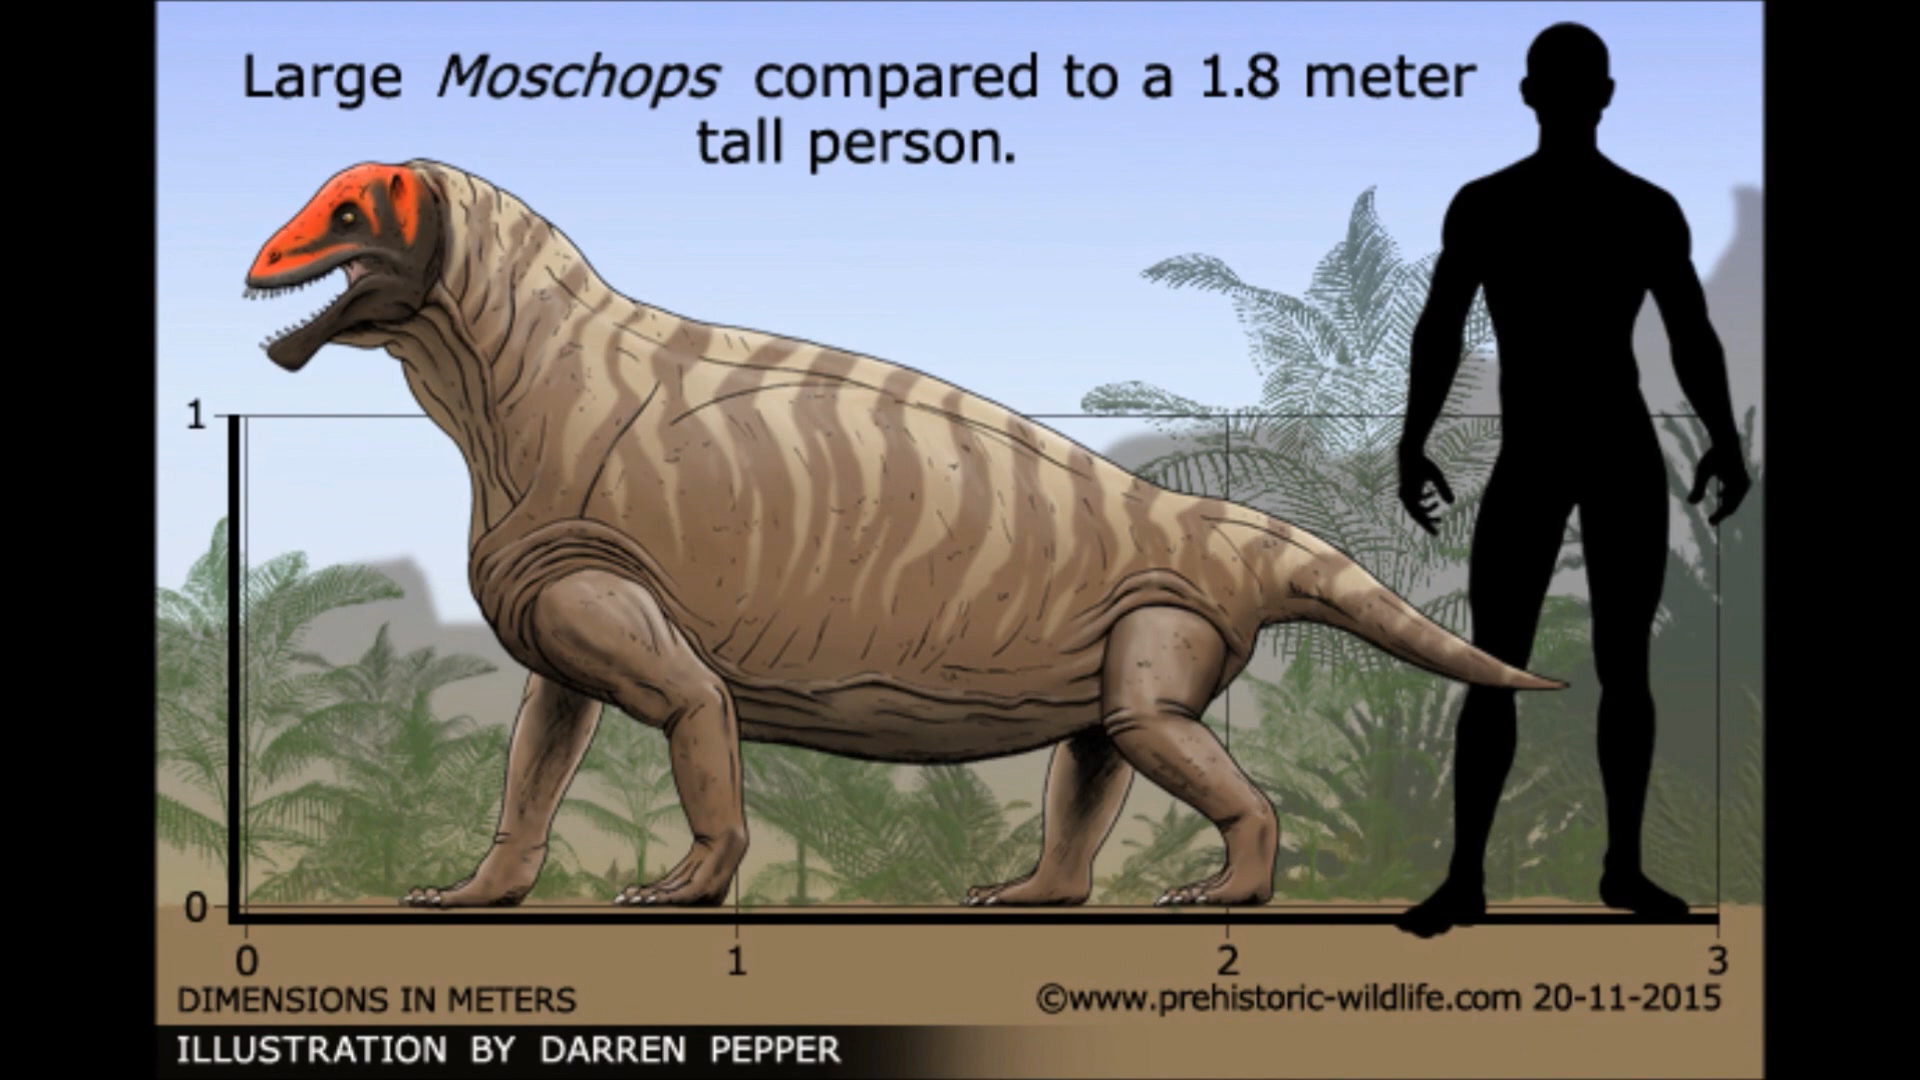 Large Moschops compared to a 1.8 meter
tall person.
1
0
0 1 2 3
DIMENSIONS IN METERS
©www.prehistoric-wildlife.com 20-11-2015
ILLUSTRATION BY DARREN PEPPER